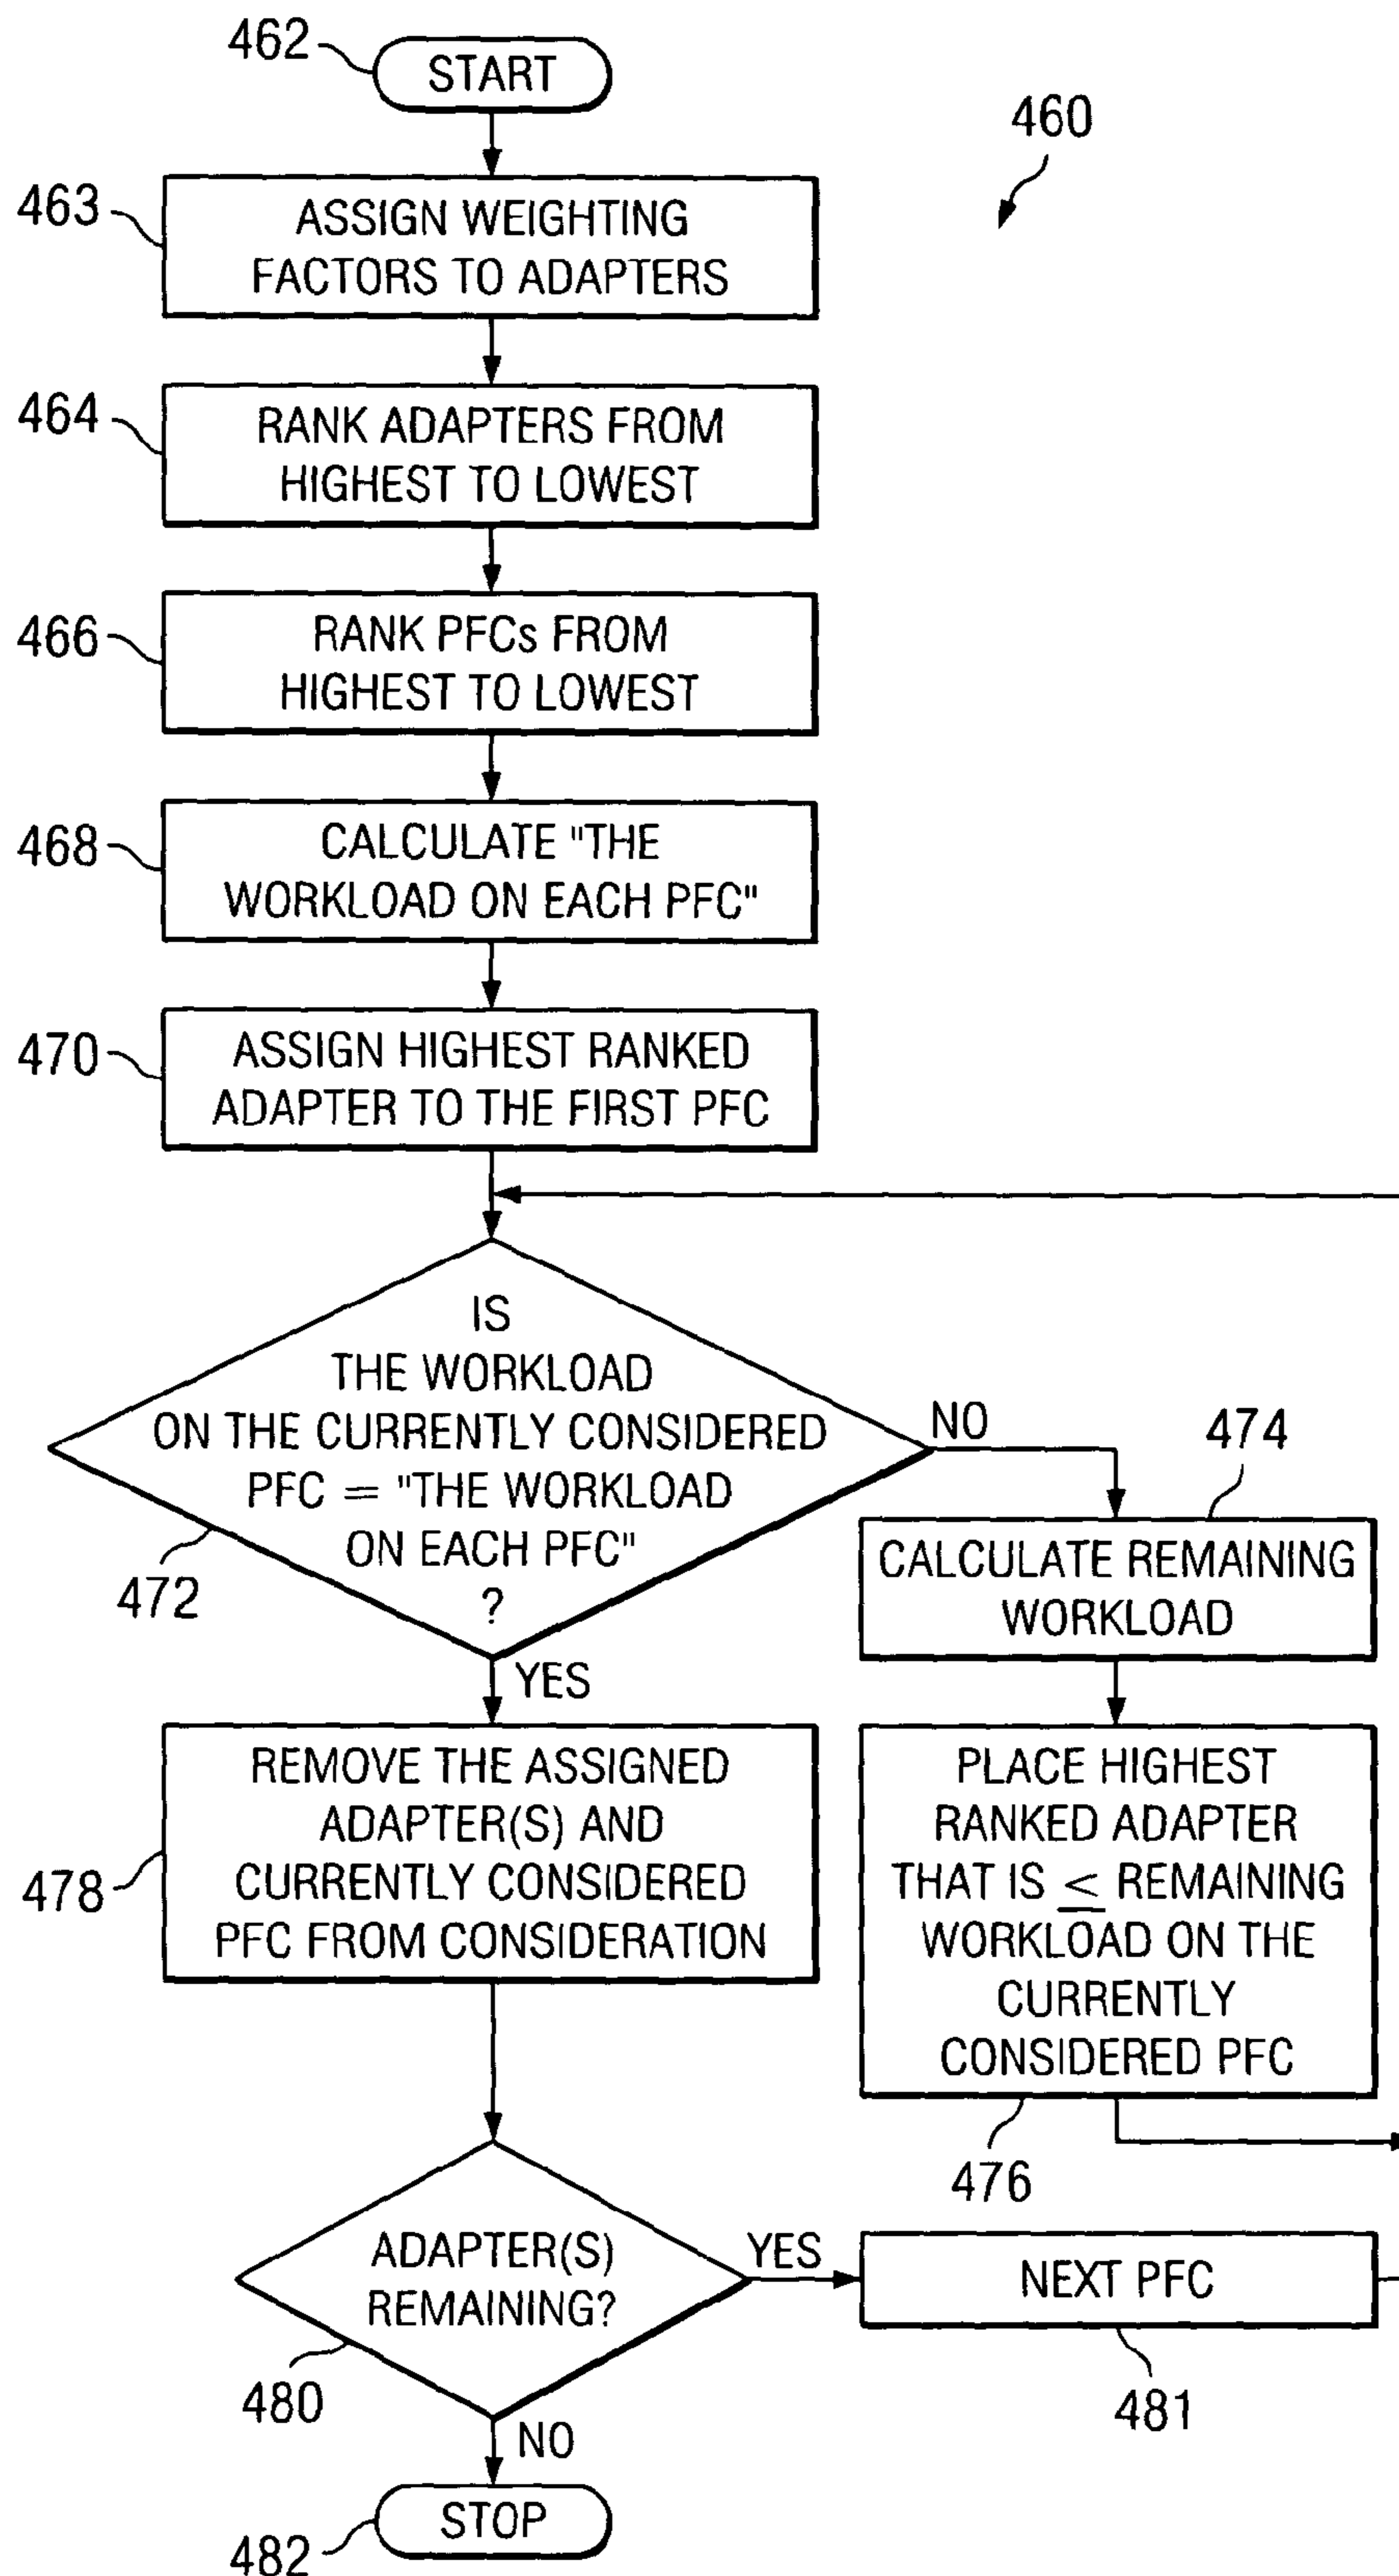 462
START
460
463
ASSIGN WEIGHTING
FACTORS TO ADAPTERS
464
RANK ADAPTERS FROM
HIGHEST TO LOWEST
466
RANK PFCs FROM
HIGHEST TO LOWEST
468
CALCULATE "THE
WORKLOAD ON EACH PFC"
470
ASSIGN HIGHEST RANKED
ADAPTER TO THE FIRST PFC
IS
THE WORKLOAD
ON THE CURRENTLY CONSIDERED
PFC = "THE WORKLOAD
ON EACH PFC"
?
472
NO
474
CALCULATE REMAINING
WORKLOAD
YES
478
REMOVE THE ASSIGNED
ADAPTER(S) AND
CURRENTLY CONSIDERED
PFC FROM CONSIDERATION
PLACE HIGHEST
RANKED ADAPTER
THAT IS ≤ REMAINING
WORKLOAD ON THE
CURRENTLY
CONSIDERED PFC
476
ADAPTER(S)
REMAINING?
480
YES
NEXT PFC
481
NO
STOP
482